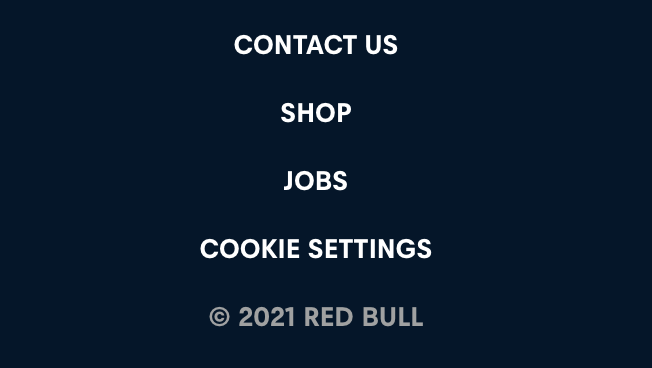 CONTACT US
SHOP
JOBS
COOKIE SETTINGS
© 2021 RED BULL